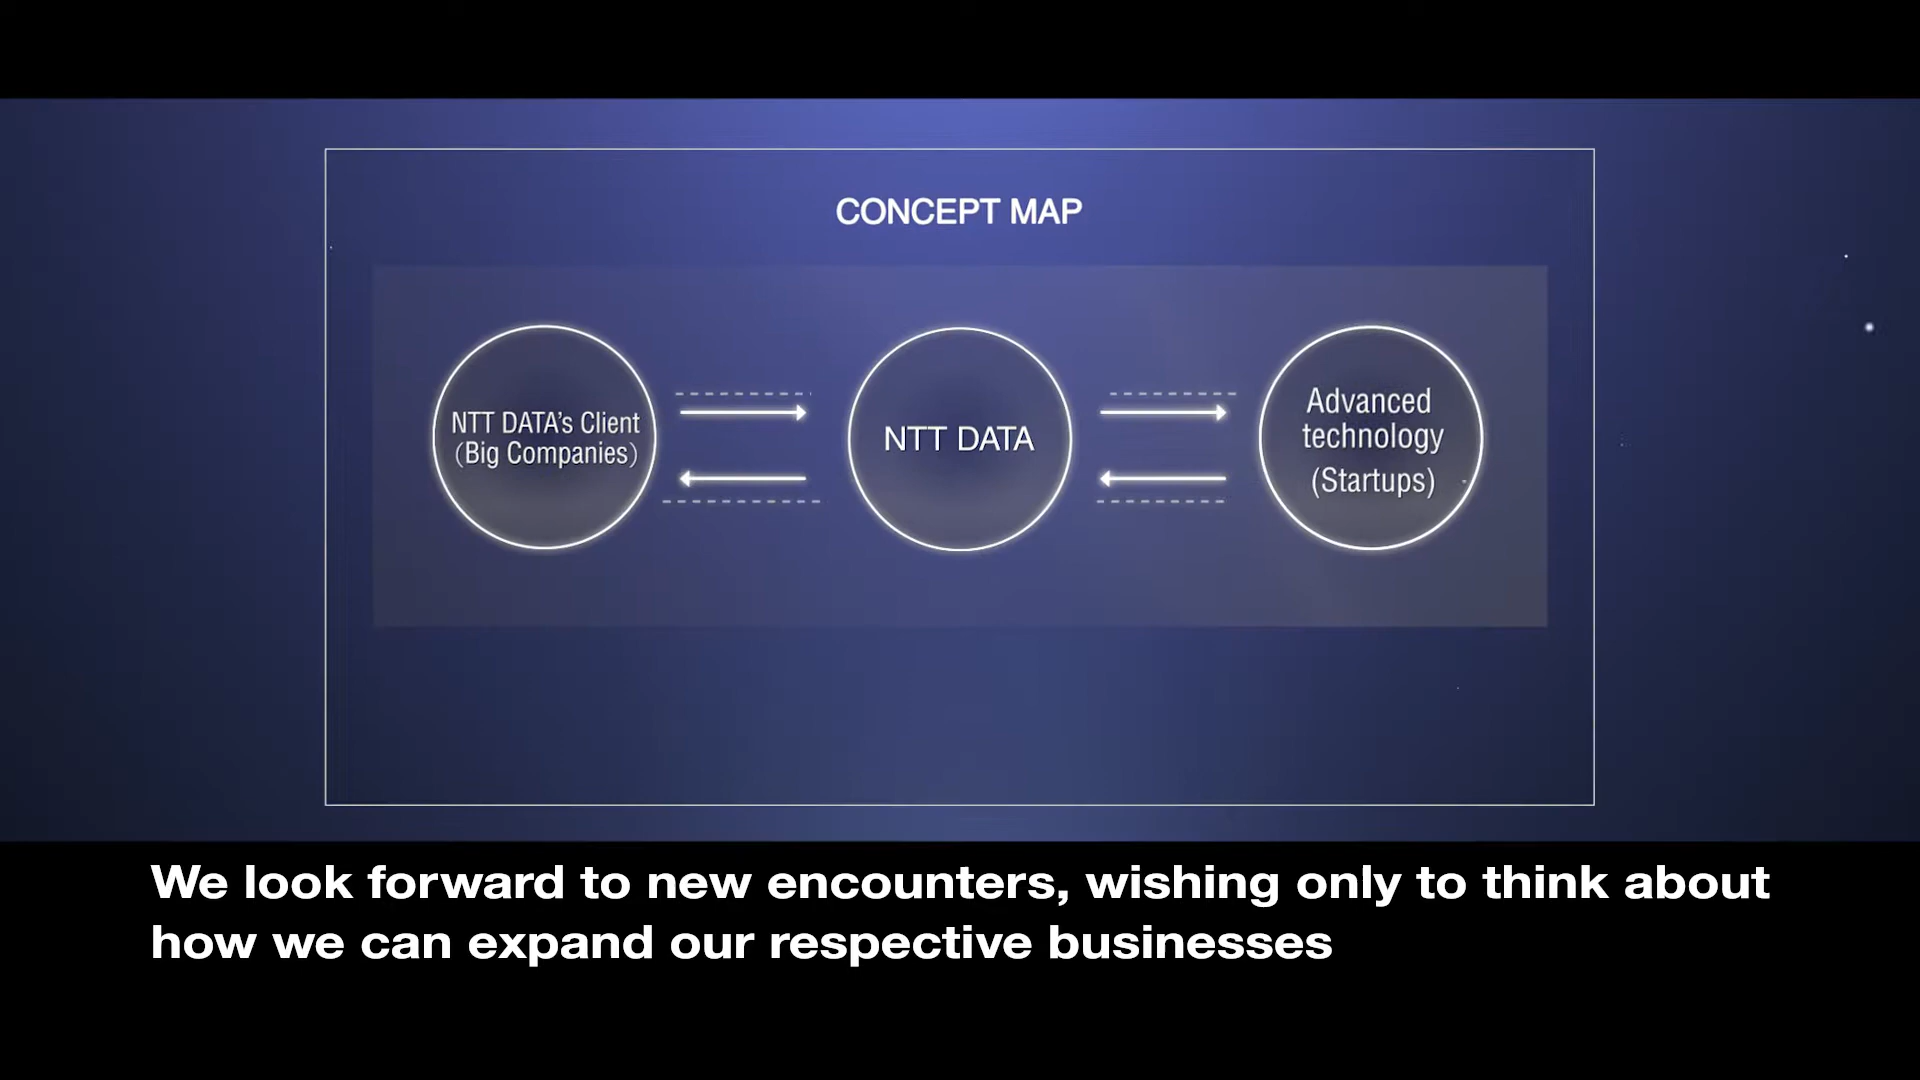 CONCEPT MAP
NTT DATA's Client
(Big Companies)
NTT DATA
Advanced
technology
(Startups)
We look forward to new encounters, wishing only to think about
how we can expand our respective businesses